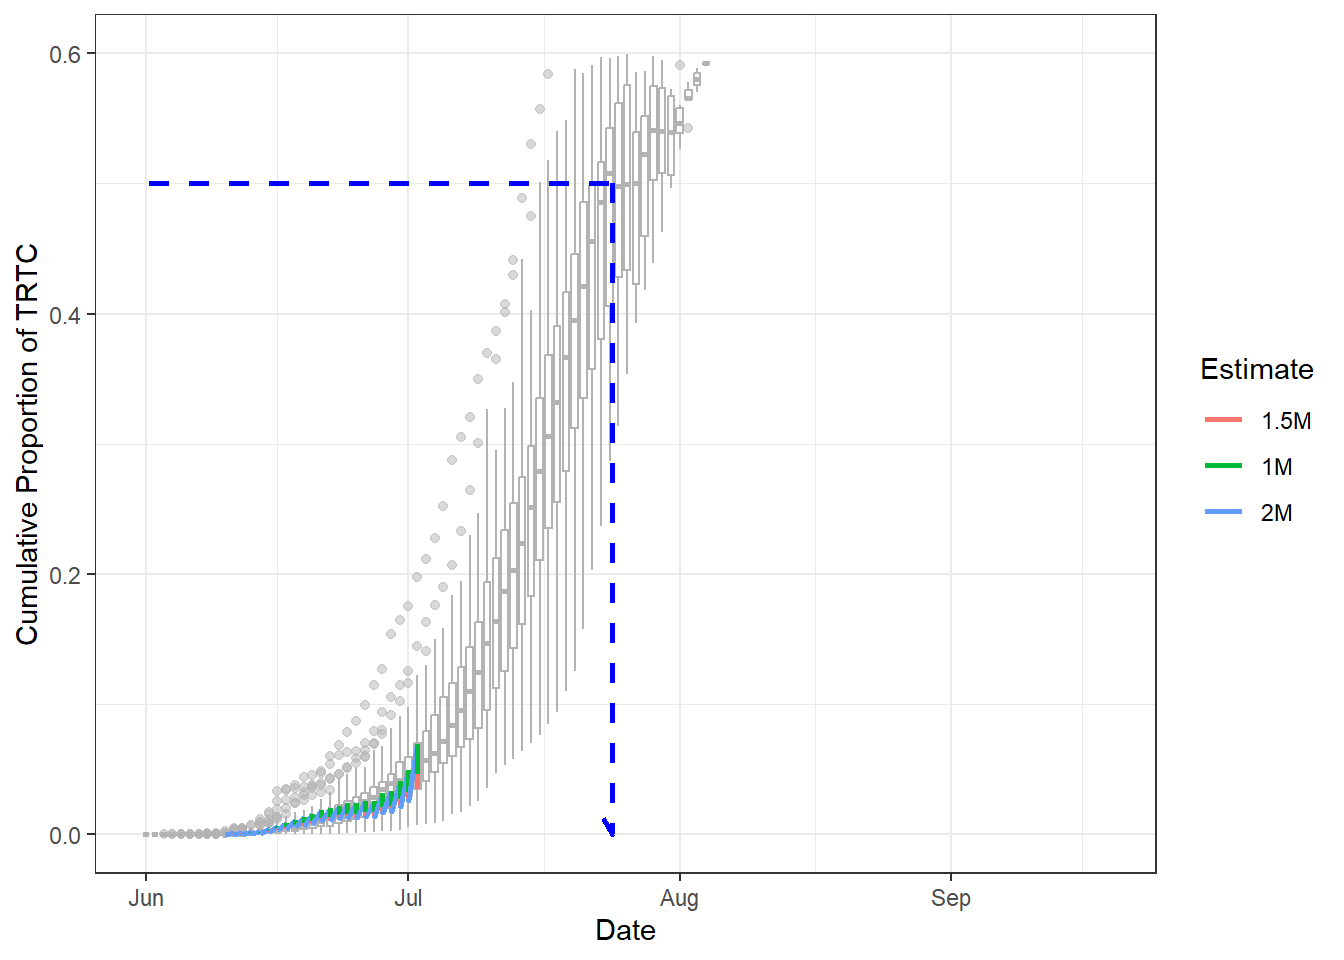 0.6
0.4
0.2
0.0
Cumulative Proportion of TRTC
Jun
Jul
Aug
Sep
Date
Estimate
1.5M
1M
2M